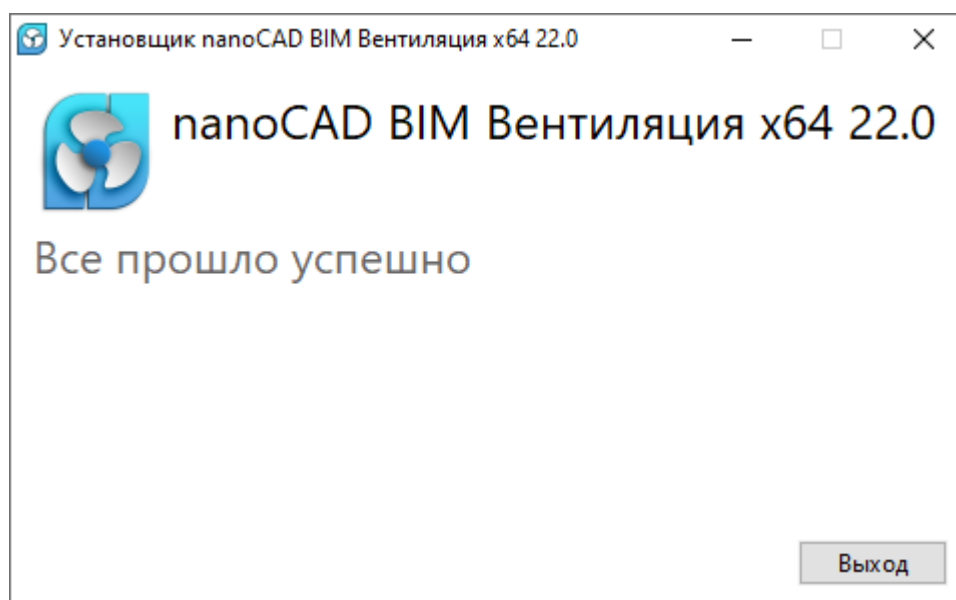 Установщик nanoCAD BIM Вентиляция x64 22.0
nanoCAD BIM Вентиляция x64 22.0
Все прошло успешно
Выход